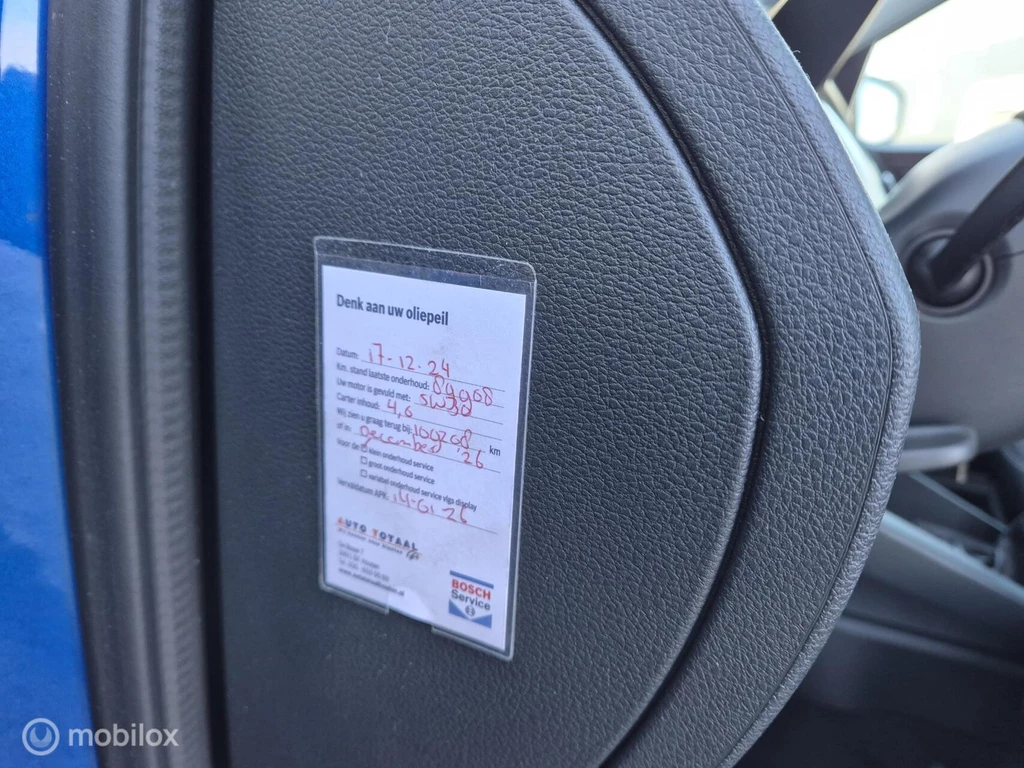 Denk aan uw oliepeil
Datum: 17-12-24
Km. stand laatste onderhoud: 89908
Uw motor is gevuld met: 5W30
Carter inhoud: 4,6
Wij zien u graag terug bij: km
of in: december '26
voor de: klein onderhoud service
groot onderhoud service
variabel onderhoud service vlgs display
Vervaldatum APK: 14-01-26
AUTO TOTAAL
BOSCH
Service
mobilox